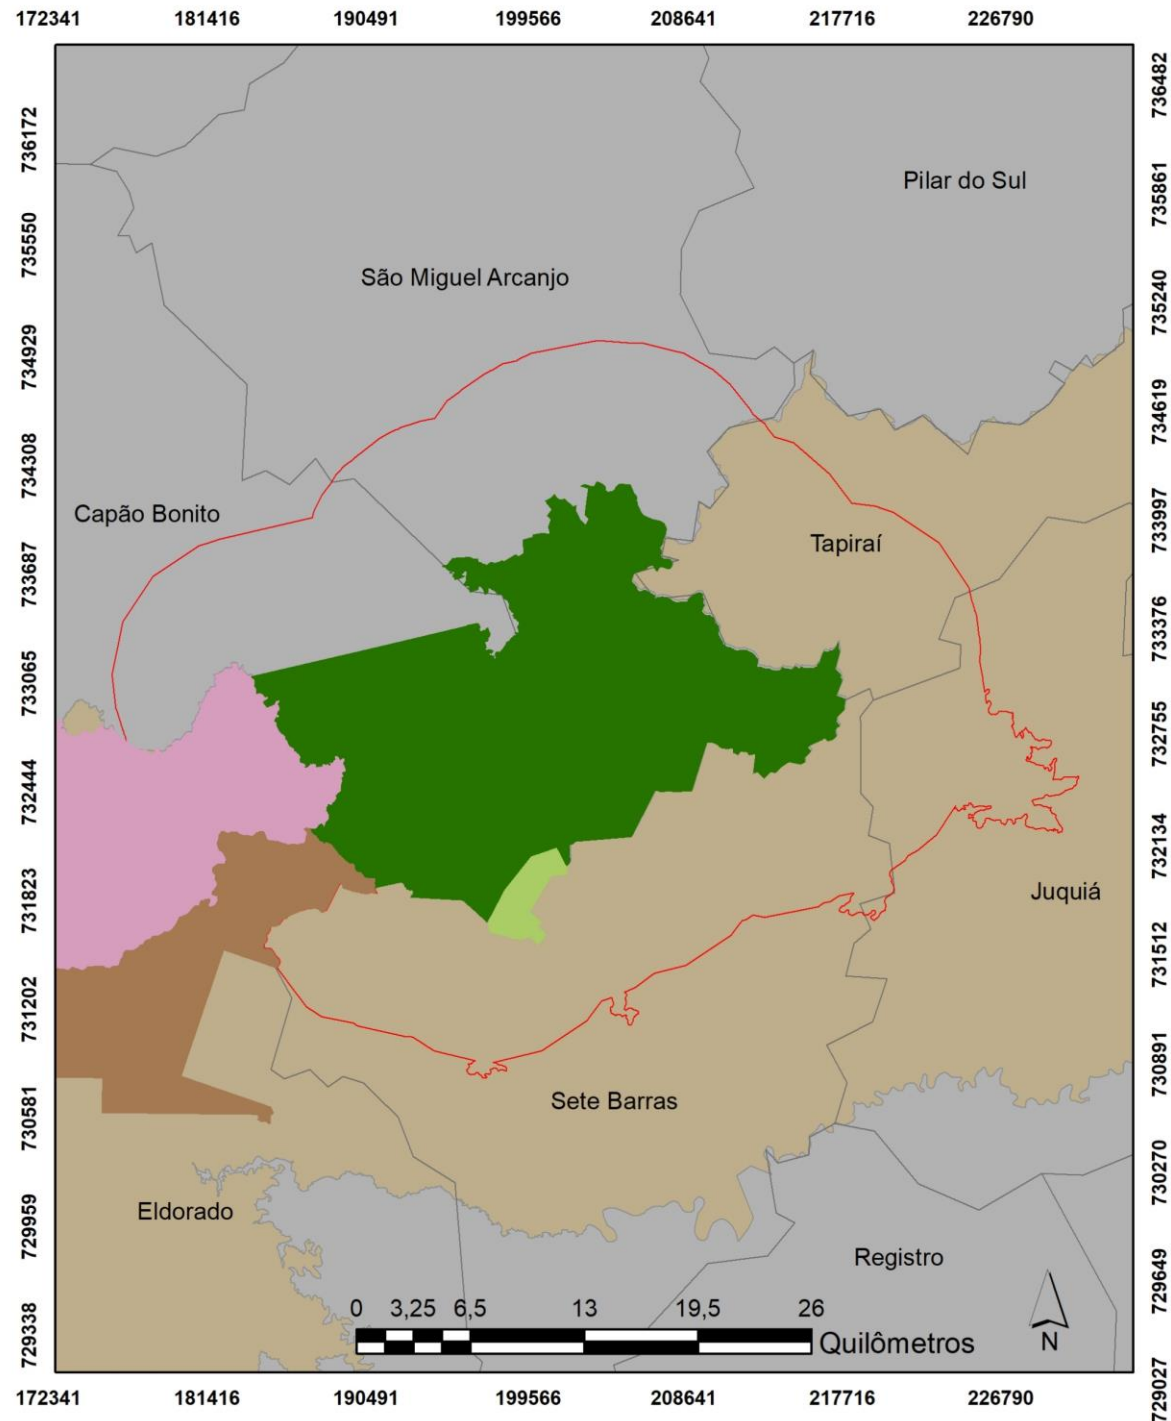 172341 181416 190491 199566 208641 217716 226790
736482
736172
Pilar do Sul
735861
735550
São Miguel Arcanjo
735240
734929
734619
734308
Capão Bonito
733997
Tapiraí
733687
733376
733065
732755
732444
732134
731823
Juquiá
731512
731202
730891
Sete Barras
730581
730270
729959
Eldorado
Registro
729649
0 3,25 6,5 13 19,5 26
729338
Quilômetros
N
729027
172341 181416 190491 199566 208641 217716 226790